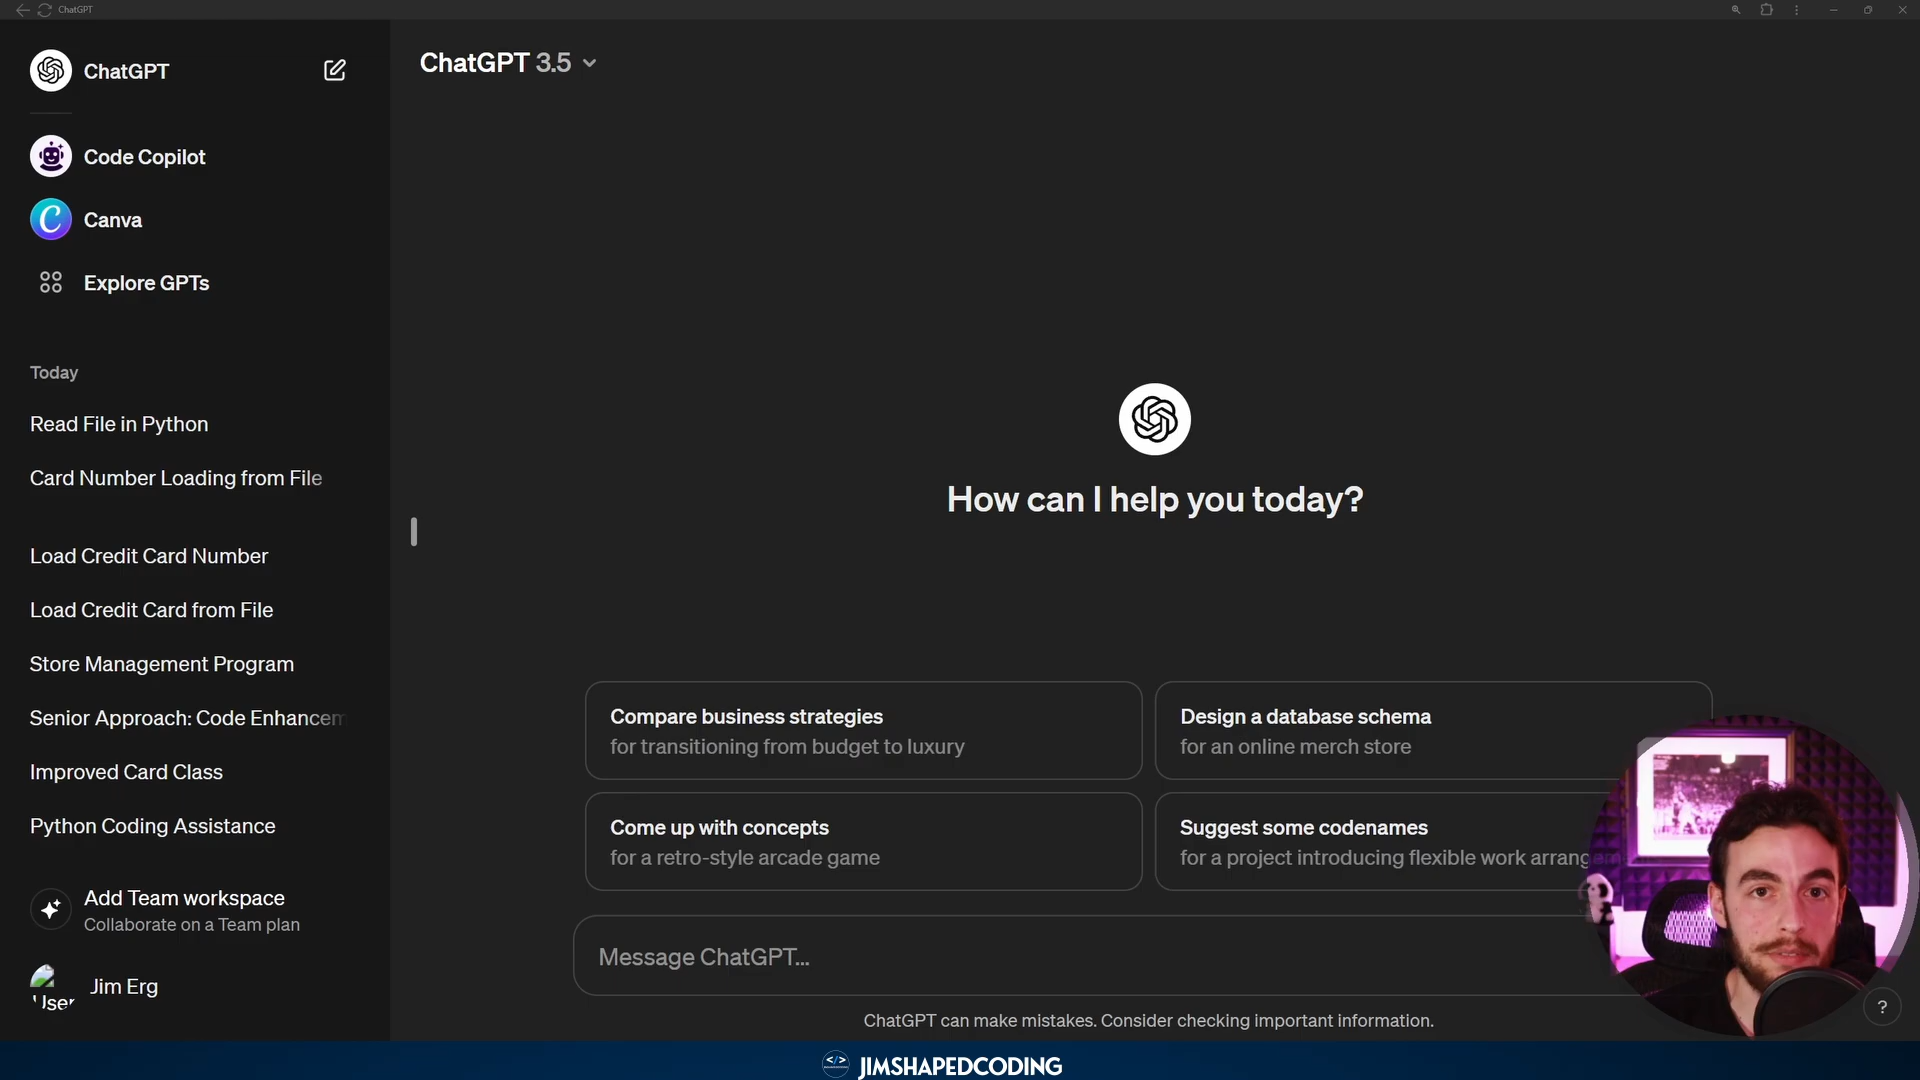 ChatGPT
ChatGPT
Code Copilot
Canva
Explore GPTs
Today
Read File in Python
Card Number Loading from File
Load Credit Card Number
Load Credit Card from File
Store Management Program
Senior Approach: Code Enhancem
Improved Card Class
Python Coding Assistance
Add Team workspace
Collaborate on a Team plan
User
Jim Erg
ChatGPT 3.5
How can I help you today?
Compare business strategies
for transitioning from budget to luxury
Design a database schema
for an online merch store
Come up with concepts
for a retro-style arcade game
Suggest some codenames
for a project introducing flexible work arrangem
Message ChatGPT...
ChatGPT can make mistakes. Consider checking important information.
?
</> JIMSHAPEDCODING